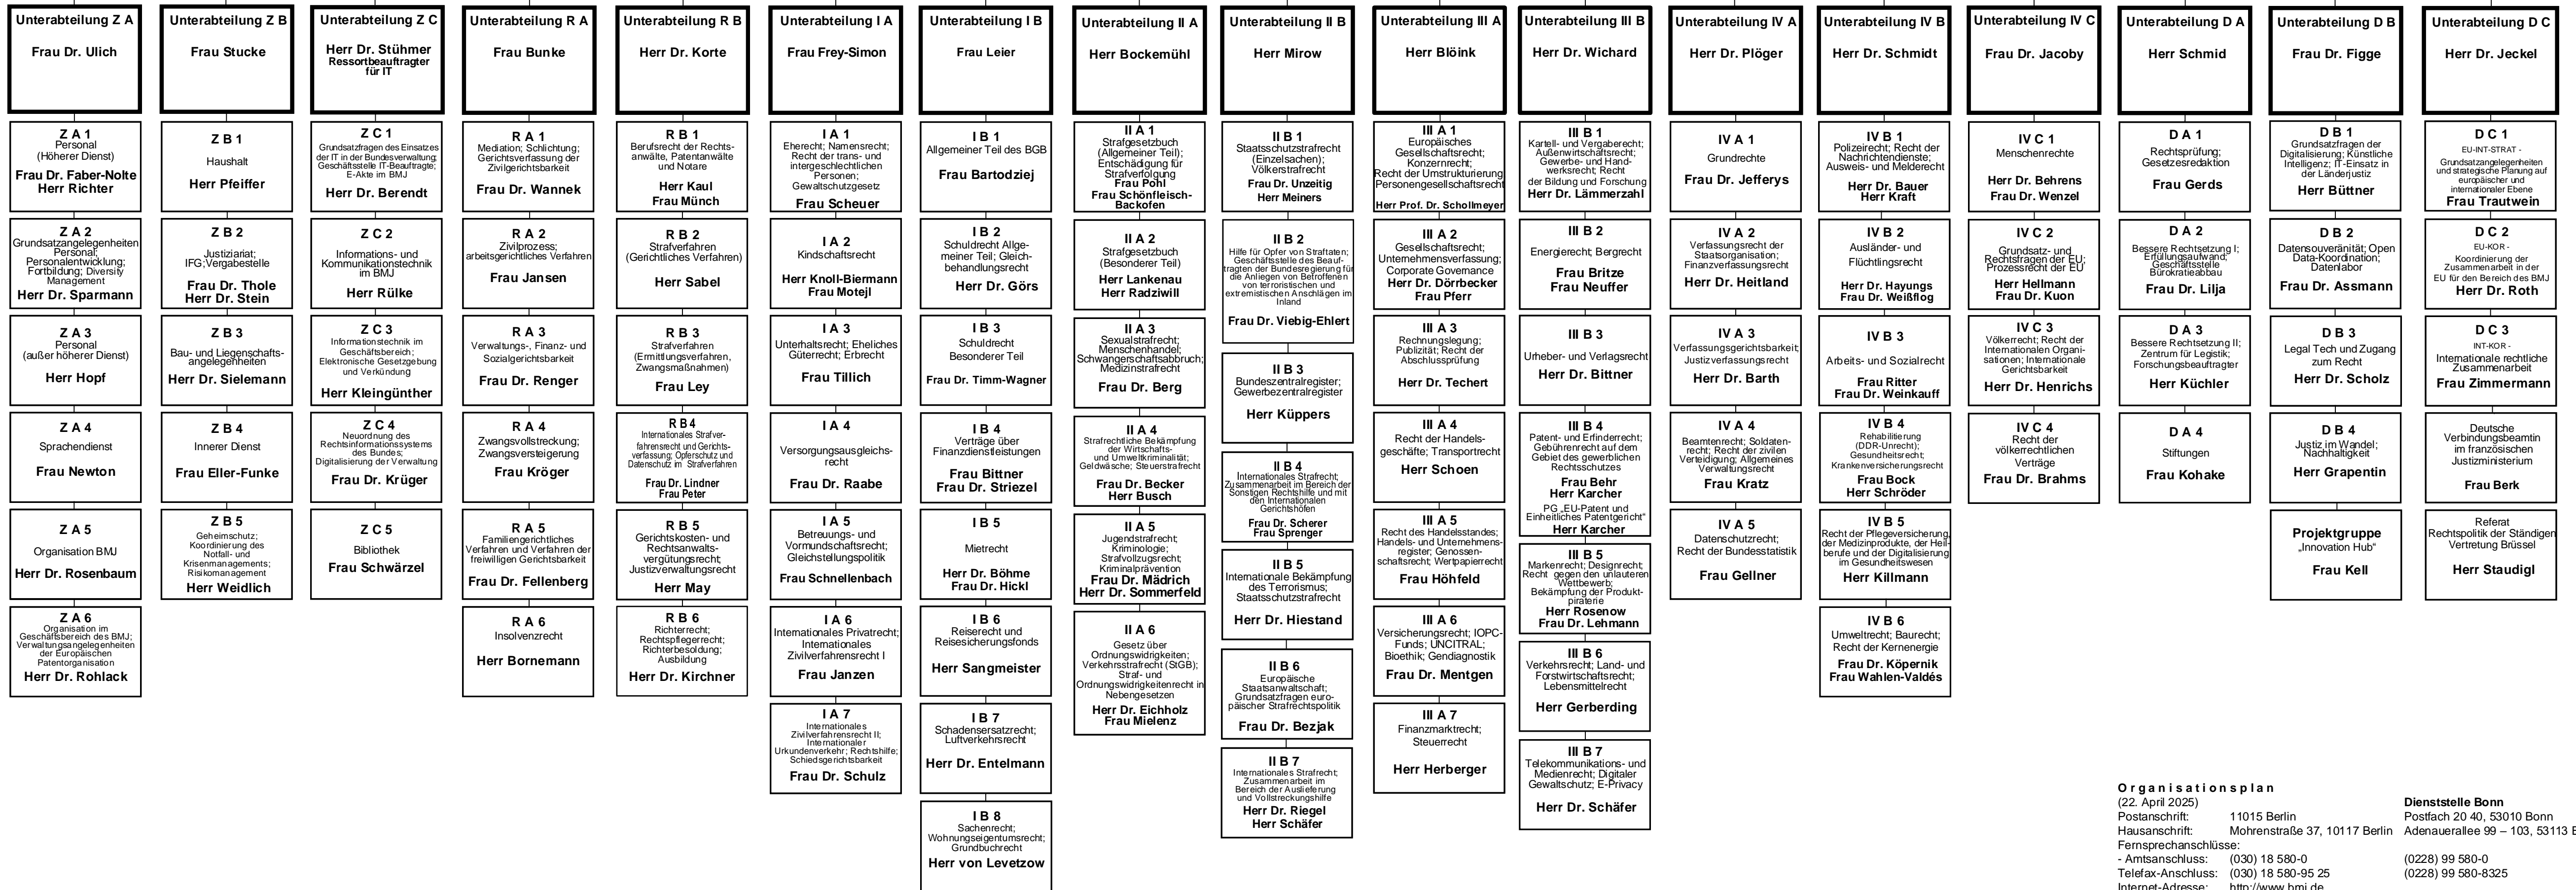 Unterabteilung Z A
Frau Dr. Ulich
Z A 1
Personal
(Höherer Dienst)
Frau Dr. Faber-Nolte
Herr Richter
Z A 2
Grundsatzangelegenheiten
Personal;
Personalentwicklung;
Fortbildung; Diversity
Management
Herr Dr. Sparmann
Z A 3
Personal
(außer höherer Dienst)
Herr Hopf
Z A 4
Sprachendienst
Frau Newton
Z A 5
Organisation BMJ
Herr Dr. Rosenbaum
Z A 6
Organisation im
Geschäftsbereich des BMJ;
Verwaltungsangelegenheiten
der Europäischen
Patentorganisation
Herr Dr. Rohlack
Unterabteilung Z B
Frau Stucke
Z B 1
Haushalt
Herr Pfeiffer
Z B 2
Justiziariat;
IFG;Vergabestelle
Frau Dr. Thole
Herr Dr. Stein
Z B 3
Bau- und Liegenschafts-
angelegenheiten
Herr Dr. Sielemann
Z B 4
Innerer Dienst
Frau Eller-Funke
Z B 5
Geheimschutz;
Koordinierung des
Notfall- und
Krisenmanagements;
Risikomanagement
Herr Weidlich
Unterabteilung Z C
Herr Dr. Stühmer
Ressortbeauftragter
für IT
Z C 1
Grundsatzfragen des Einsatzes
der IT in der Bundesverwaltung;
Geschäftsstelle IT-Beauftragte;
E-Akte im BMJ
Herr Dr. Berendt
Z C 2
Informations- und
Kommunikationstechnik
im BMJ
Herr Rülke
Z C 3
Informationstechnik im
Geschäftsbereich;
Elektronische Gesetzgebung
und Verkündung
Herr Kleingünther
Z C 4
Neuordnung des
Rechtsinformationssystems
des Bundes;
Digitalisierung der Verwaltung
Frau Dr. Krüger
Z C 5
Bibliothek
Frau Schwärzel
Unterabteilung R A
Frau Bunke
R A 1
Mediation; Schlichtung;
Gerichtsverfassung der
Zivilgerichtsbarkeit
Frau Dr. Wannek
R A 2
Zivilprozess;
arbeitsgerichtliches Verfahren
Frau Jansen
R A 3
Verwaltungs-, Finanz- und
Sozialgerichtsbarkeit
Frau Dr. Renger
R A 4
Zwangsvollstreckung;
Zwangsversteigerung
Frau Kröger
R A 5
Familiengerichtliches
Verfahren und Verfahren der
freiwilligen Gerichtsbarkeit
Frau Dr. Fellenberg
R A 6
Insolvenzrecht
Herr Bornemann
Unterabteilung R B
Herr Dr. Korte
R B 1
Berufsrecht der Rechts-
anwälte, Patentanwälte
und Notare
Herr Kaul
Frau Münch
R B 2
Strafverfahren
(Gerichtliches Verfahren)
Herr Sabel
R B 3
Strafverfahren
(Ermittlungsverfahren,
Zwangsmaßnahmen)
Frau Ley
R B 4
Internationales Strafver-
fahrensrecht und Gerichts-
verfassung; Opferschutz und
Datenschutz im Strafverfahren
Frau Dr. Lindner
Frau Peter
R B 5
Gerichtskosten- und
Rechtsanwalts-
vergütungsrecht;
Justizverwaltungsrecht
Herr May
R B 6
Richterrecht;
Rechtspflegerrecht;
Richterbesoldung;
Ausbildung
Herr Dr. Kirchner
Unterabteilung I A
Frau Frey-Simon
I A 1
Eherecht; Namensrecht;
Recht der trans- und
intergeschlechtlichen
Personen;
Gewaltschutzgesetz
Frau Scheuer
I A 2
Kindschaftsrecht
Herr Knoll-Biermann
Frau Motejl
I A 3
Unterhaltsrecht; Eheliches
Güterrecht; Erbrecht
Frau Tillich
I A 4
Versorgungsausgleichs-
recht
Frau Dr. Raabe
I A 5
Betreuungs- und
Vormundschaftsrecht;
Gleichstellungspolitik
Frau Schnellenbach
I A 6
Internationales Privatrecht;
Internationales
Zivilverfahrensrecht I
Frau Janzen
I A 7
Internationales
Zivilverfahrensrecht II;
Internationaler
Urkundenverkehr; Rechtshilfe;
Schiedsgerichtsbarkeit
Frau Dr. Schulz
Unterabteilung I B
Frau Leier
I B 1
Allgemeiner Teil des BGB
Frau Bartodziej
I B 2
Schuldrecht Allge-
meiner Teil; Gleich-
behandlungsrecht
Herr Dr. Görs
I B 3
Schuldrecht
Besonderer Teil
Frau Dr. Timm-Wagner
I B 4
Verträge über
Finanzdienstleistungen
Frau Bittner
Frau Dr. Striezel
I B 5
Mietrecht
Herr Dr. Böhme
Frau Dr. Hickl
I B 6
Reiserecht und
Reisesicherungsfonds
Herr Sangmeister
I B 7
Schadensersatzrecht;
Luftverkehrsrecht
Herr Dr. Entelmann
I B 8
Sachenrecht;
Wohnungseigentumsrecht;
Grundbuchrecht
Herr von Levetzow
Unterabteilung II A
Herr Bockemühl
II A 1
Strafgesetzbuch
(Allgemeiner Teil);
Entschädigung für
Strafverfolgung
Frau Pohl
Frau Schönfleisch-
Backofen
II A 2
Strafgesetzbuch
(Besonderer Teil)
Herr Lankenau
Herr Radziwill
II A 3
Sexualstrafrecht;
Menschenhandel;
Schwangerschaftsabbruch;
Medizinstrafrecht
Frau Dr. Berg
II A 4
Strafrechtliche Bekämpfung
der Wirtschafts-
und Umweltkriminalität;
Geldwäsche; Steuerstrafrecht
Frau Dr. Becker
Herr Busch
II A 5
Jugendstrafrecht;
Kriminologie;
Strafvollzugsrecht;
Kriminalprävention
Frau Dr. Mädrich
Herr Dr. Sommerfeld
II A 6
Gesetz über
Ordnungswidrigkeiten;
Verkehrsstrafrecht (StGB);
Straf- und
Ordnungswidrigkeitenrecht in
Nebengesetzen
Herr Dr. Eichholz
Frau Mielenz
Unterabteilung II B
Herr Mirow
II B 1
Staatsschutzstrafrecht
(Einzelsachen);
Völkerstrafrecht
Frau Dr. Unzeitig
Herr Meiners
II B 2
Hilfe für Opfer von Straftaten;
Geschäftsstelle des Beauf-
tragten der Bundesregierung für
die Anliegen von Betroffenen
von terroristischen und
extremistischen Anschlägen im
Inland
Frau Dr. Viebig-Ehlert
II B 3
Bundeszentralregister;
Gewerbezentralregister
Herr Küppers
II B 4
Internationales Strafrecht;
Zusammenarbeit im Bereich der
Sonstigen Rechtshilfe und mit
den Internationalen
Gerichtshöfen
Frau Dr. Scherer
Frau Sprenger
II B 5
Internationale Bekämpfung
des Terrorismus;
Staatsschutzstrafrecht
Herr Dr. Hiestand
II B 6
Europäische
Staatsanwaltschaft;
Grundsatzfragen euro-
päischer Strafrechtspolitik
Frau Dr. Bezjak
II B 7
Internationales Strafrecht;
Zusammenarbeit im
Bereich der Auslieferung
und Vollstreckungshilfe
Herr Dr. Riegel
Herr Schäfer
Unterabteilung III A
Herr Blöink
III A 1
Europäisches
Gesellschaftsrecht;
Konzernrecht;
Recht der Umstrukturierung
Personengesellschaftsrecht
Herr Prof. Dr. Schollmeyer
III A 2
Gesellschaftsrecht;
Unternehmensverfassung;
Corporate Governance
Herr Dr. Dörrbecker
Frau Pferr
III A 3
Rechnungslegung;
Publizität; Recht der
Abschlussprüfung
Herr Dr. Techert
III A 4
Recht der Handels-
geschäfte; Transportrecht
Herr Schoen
III A 5
Recht des Handelsstandes;
Handels- und Unternehmens-
register; Genossen-
schaftsrecht; Wertpapierrecht
Frau Höhfeld
III A 6
Versicherungsrecht; IOPC-
Funds; UNCITRAL;
Bioethik; Gendiagnostik
Frau Dr. Mentgen
III A 7
Finanzmarktrecht;
Steuerrecht
Herr Herberger
Unterabteilung III B
Herr Dr. Wichard
III B 1
Kartell- und Vergaberecht;
Außenwirtschaftsrecht;
Gewerbe- und Hand-
werksrecht; Recht
der Bildung und Forschung
Herr Dr. Lämmerzahl
III B 2
Energierecht; Bergrecht
Frau Britze
Frau Neuffer
III B 3
Urheber- und Verlagsrecht
Herr Dr. Bittner
III B 4
Patent- und Erfinderrecht;
Gebührenrecht auf dem
Gebiet des gewerblichen
Rechtsschutzes
Frau Behr
Herr Karcher
PG „EU-Patent und
Einheitliches Patentgericht“
Herr Karcher
III B 5
Markenrecht; Designrecht;
Recht gegen den unlauteren
Wettbewerb;
Bekämpfung der Produkt-
piraterie
Herr Rosenow
Frau Dr. Lehmann
III B 6
Verkehrsrecht; Land- und
Forstwirtschaftsrecht;
Lebensmittelrecht
Herr Gerberding
III B 7
Telekommunikations- und
Medienrecht; Digitaler
Gewaltschutz; E-Privacy
Herr Dr. Schäfer
Unterabteilung IV A
Herr Dr. Plöger
IV A 1
Grundrechte
Frau Dr. Jefferys
IV A 2
Verfassungsrecht der
Staatsorganisation;
Finanzverfassungsrecht
Herr Dr. Heitland
IV A 3
Verfassungsgerichtsbarkeit;
Justizverfassungsrecht
Herr Dr. Barth
IV A 4
Beamtenrecht; Soldaten-
recht; Recht der zivilen
Verteidigung; Allgemeines
Verwaltungsrecht
Frau Kratz
IV A 5
Datenschutzrecht;
Recht der Bundesstatistik
Frau Gellner
Unterabteilung IV B
Herr Dr. Schmidt
IV B 1
Polizeirecht; Recht der
Nachrichtendienste;
Ausweis- und Melderecht
Herr Dr. Bauer
Herr Kraft
IV B 2
Ausländer- und
Flüchtlingsrecht
Herr Dr. Hayungs
Frau Dr. Weißflog
IV B 3
Arbeits- und Sozialrecht
Frau Ritter
Frau Dr. Weinkauff
IV B 4
Rehabilitierung
(DDR-Unrecht);
Gesundheitsrecht;
Krankenversicherungsrecht
Frau Bock
Herr Schröder
IV B 5
Recht der Pflegeversicherung,
der Medizinprodukte, der Heil-
berufe und der Digitalisierung
im Gesundheitswesen
Herr Killmann
IV B 6
Umweltrecht; Baurecht;
Recht der Kernenergie
Frau Dr. Köpernik
Frau Wahlen-Valdés
Unterabteilung IV C
Frau Dr. Jacoby
IV C 1
Menschenrechte
Herr Dr. Behrens
Frau Dr. Wenzel
IV C 2
Grundsatz- und
Rechtsfragen der EU;
Prozessrecht der EU
Herr Hellmann
Frau Dr. Kuon
IV C 3
Völkerrecht; Recht der
Internationalen Organi-
sationen; Internationale
Gerichtsbarkeit
Herr Dr. Henrichs
IV C 4
Recht der
völkerrechtlichen
Verträge
Frau Dr. Brahms
Unterabteilung D A
Herr Schmid
D A 1
Rechtsprüfung;
Gesetzesredaktion
Frau Gerds
D A 2
Bessere Rechtsetzung I;
Erfüllungsaufwand;
Geschäftsstelle
Bürokratieabbau
Frau Dr. Lilja
D A 3
Bessere Rechtsetzung II;
Zentrum für Legistik;
Forschungsbeauftragter
Herr Küchler
D A 4
Stiftungen
Frau Kohake
Unterabteilung D B
Frau Dr. Figge
D B 1
Grundsatzfragen der
Digitalisierung; Künstliche
Intelligenz; IT-Einsatz in
der Länderjustiz
Herr Büttner
D B 2
Datensouveränität; Open
Data-Koordination;
Datenlabor
Frau Dr. Assmann
D B 3
Legal Tech und Zugang
zum Recht
Herr Dr. Scholz
D B 4
Justiz im Wandel;
Nachhaltigkeit
Herr Grapentin
Projektgruppe
„Innovation Hub“
Frau Kell
Unterabteilung D C
Herr Dr. Jeckel
D C 1
EU-INT-STRAT -
Grundsatzangelegenheiten
und strategische Planung auf
europäischer und
internationaler Ebene
Frau Trautwein
D C 2
EU-KOR -
Koordinierung der
Zusammenarbeit in der
EU für den Bereich des BMJ
Herr Dr. Roth
D C 3
INT-KOR -
Internationale rechtliche
Zusammenarbeit
Frau Zimmermann
Deutsche
Verbindungsbeamtin
im französischen
Justizministerium
Frau Berk
Referat
Rechtspolitik der Ständigen
Vertretung Brüssel
Herr Staudigl
Organisationsplan
(22. April 2025) Dienststelle Bonn
Postanschrift: 11015 Berlin Postfach 20 40, 53010 Bonn
Hausanschrift: Mohrenstraße 37, 10117 Berlin Adenauerallee 99 – 103, 53113
Fernsprechanschlüsse:
- Amtsanschluss: (030) 18 580-0 (0228) 99 580-0
Telefax-Anschluss: (030) 18 580-95 25 (0228) 99 580-8325
Internet-Adresse: http://www.bmj.de